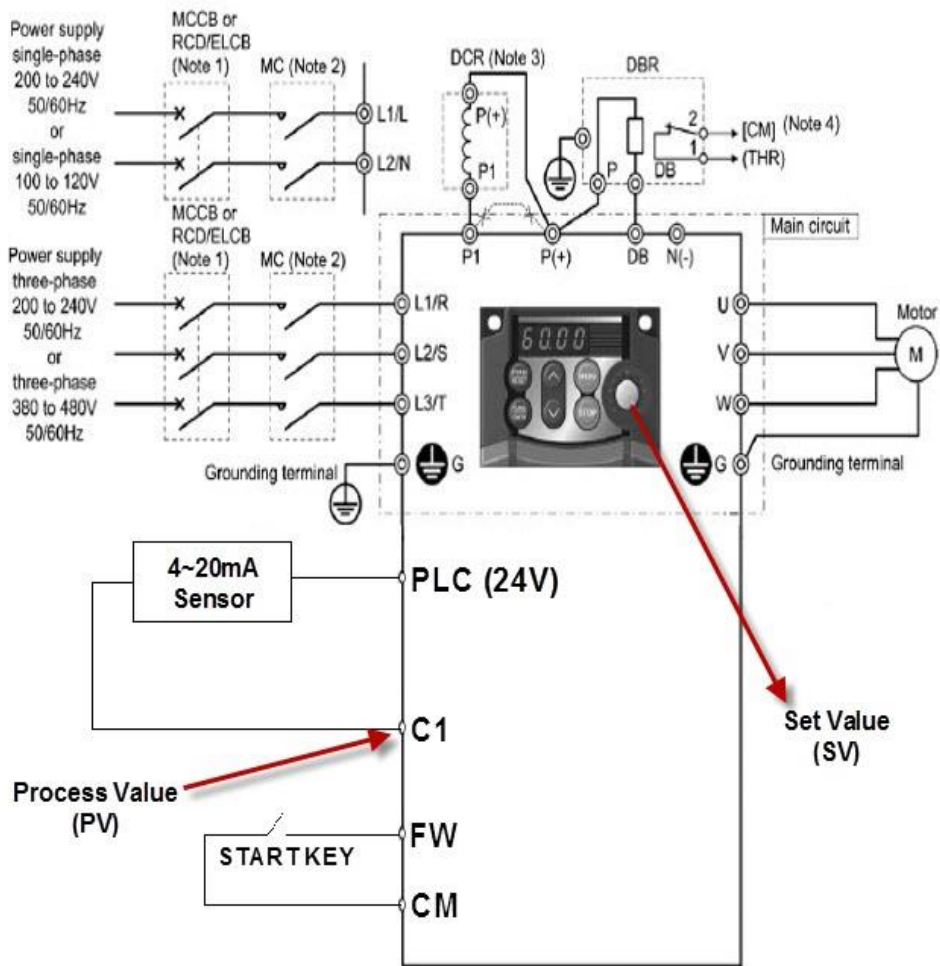 Power supply
single-phase
200 to 240V
50/60Hz
or
single-phase
100 to 120V
50/60Hz
MCCB or
RCD/ELCB
(Note 1)
MC (Note 2)
L1/L
L2/N
DCR (Note 3)
P(+)
P1
DBR
P
DB
2
1
[CM] (Note 4)
(THR)
Main circuit
P1
P(+)
DB
N(-)
Power supply
three-phase
200 to 240V
50/60Hz
or
three-phase
380 to 480V
50/60Hz
MCCB or
RCD/ELCB
(Note 1)
MC (Note 2)
L1/R
L2/S
L3/T
Grounding terminal
G
60.00
STOP
U
V
W
G
Motor
M
Grounding terminal
4~20mA
Sensor
PLC (24V)
C1
Process Value
(PV)
Set Value
(SV)
FW
START KEY
CM